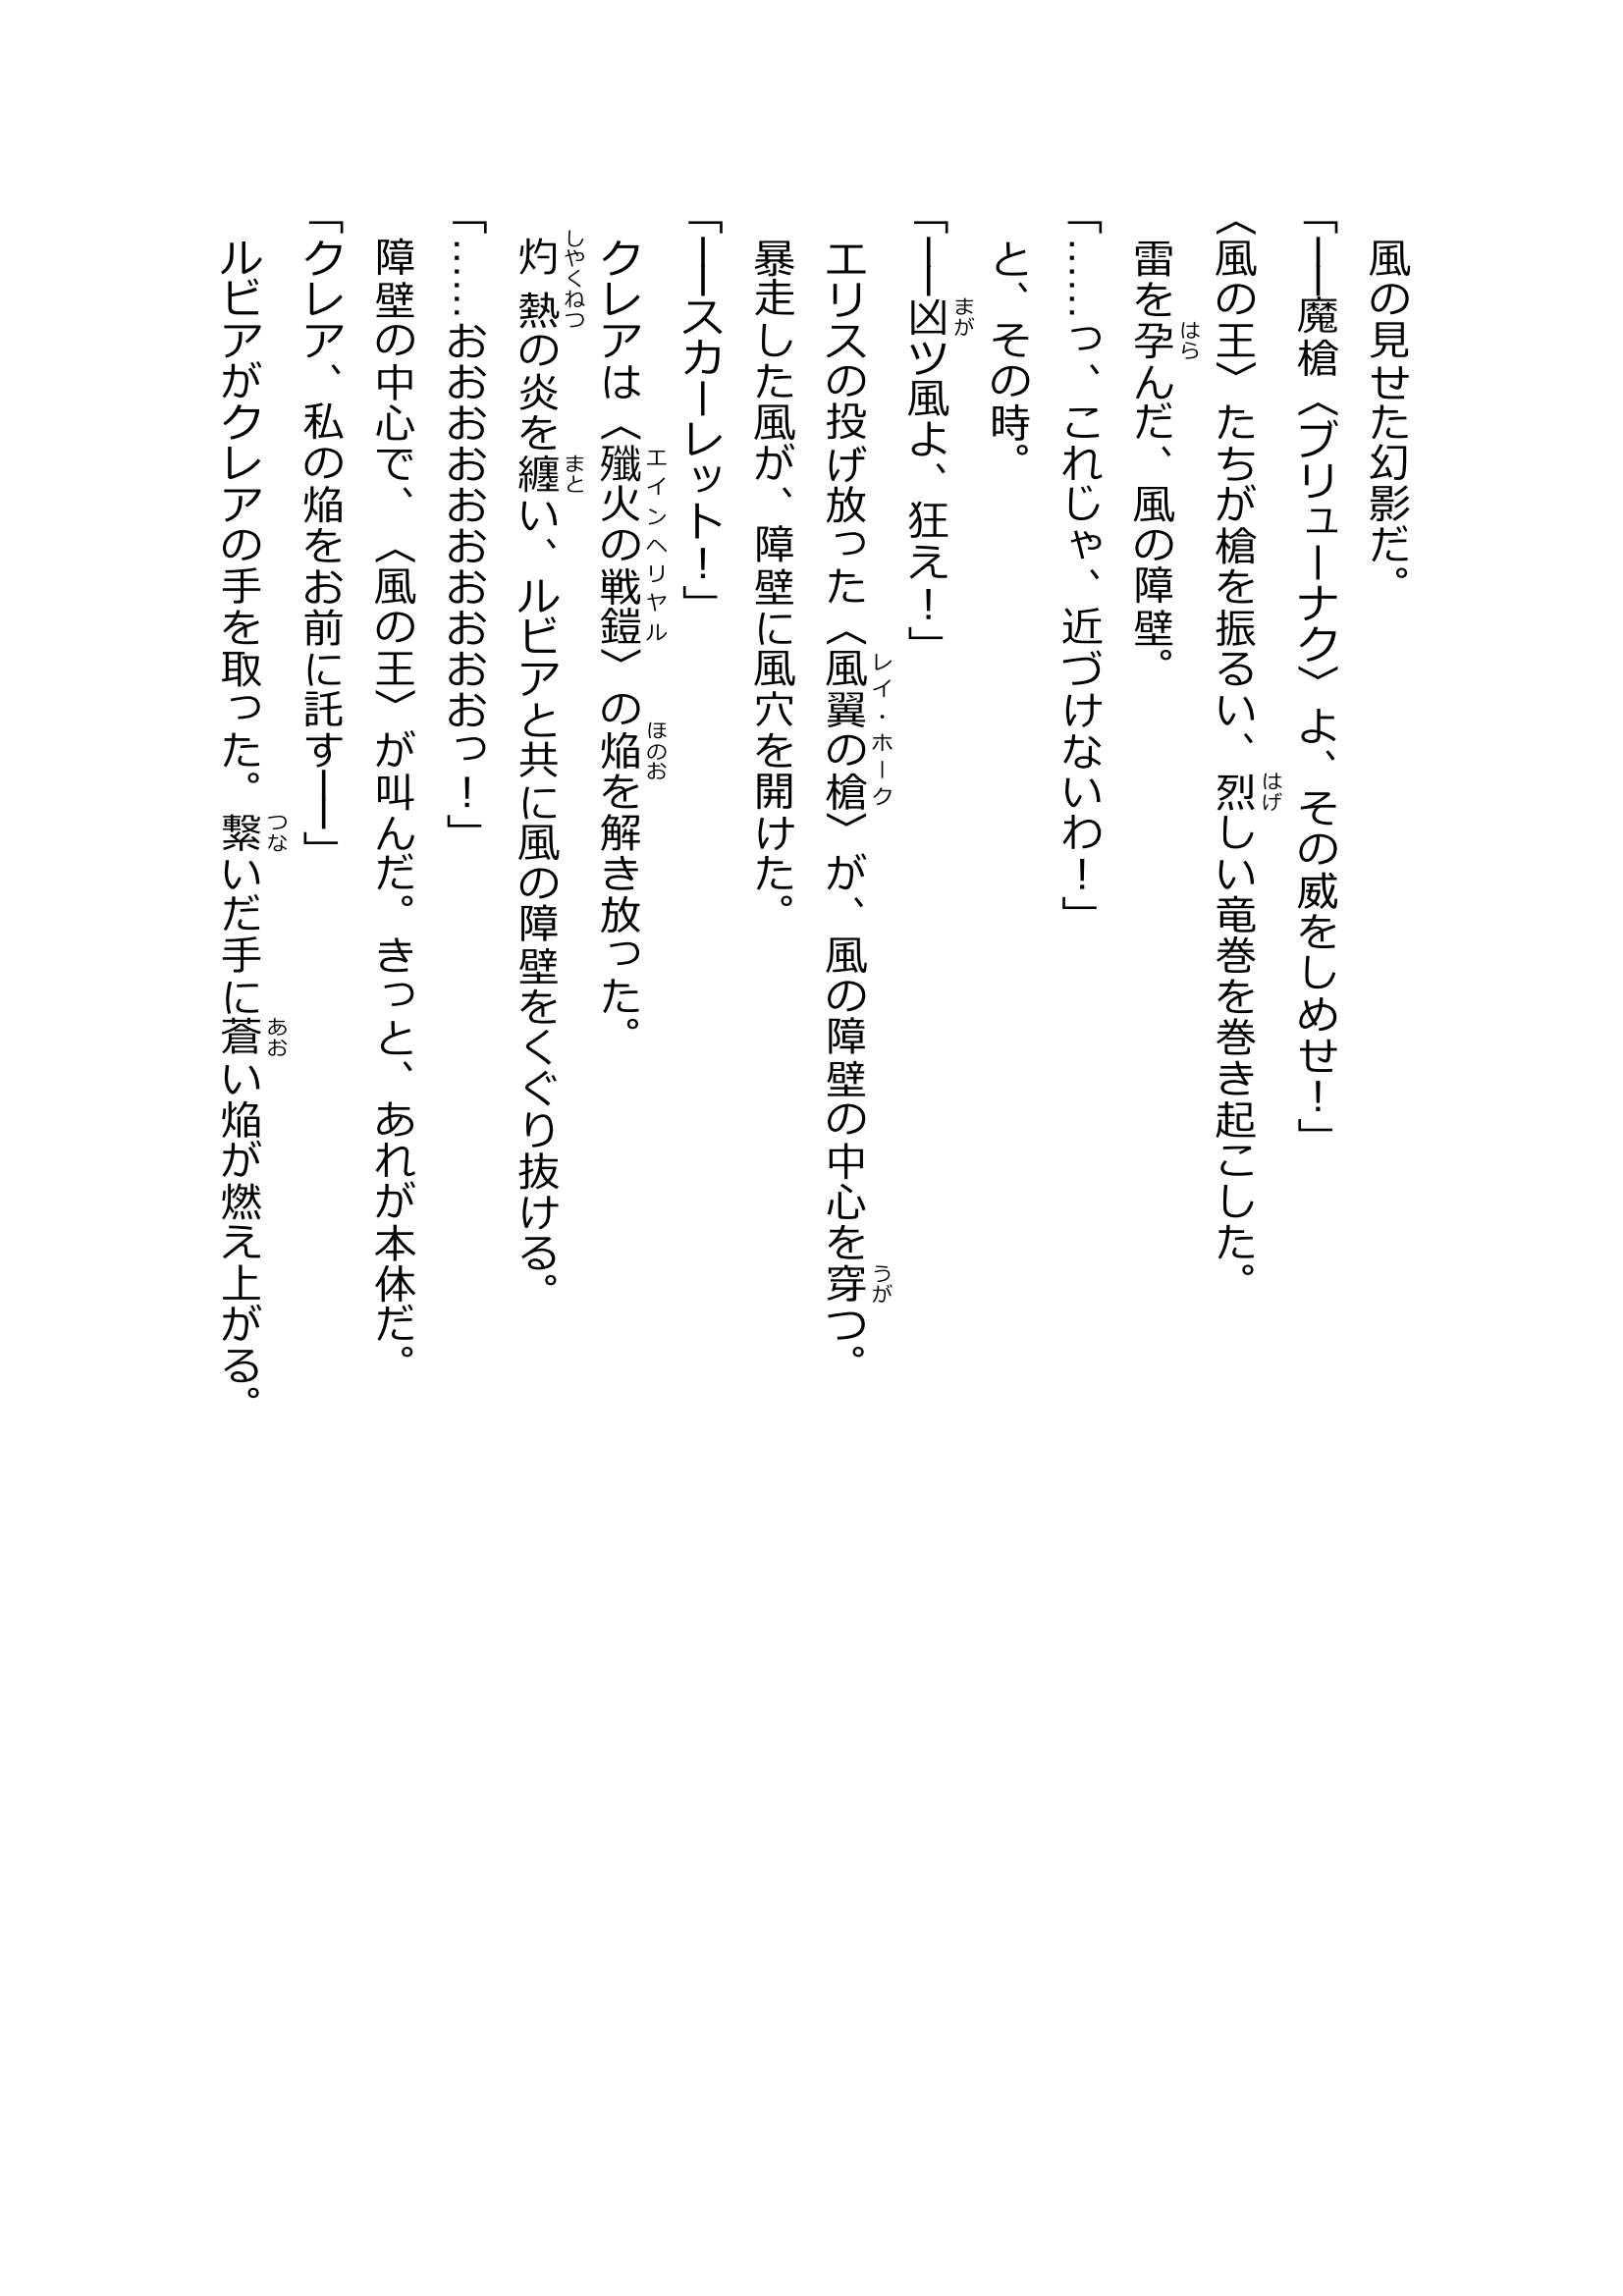 風の見せた幻影だ。
「――魔槍〈ブリューナク〉よ、その威をしめせ！」
〈風の王〉たちが槍を振るい、烈しい竜巻を巻き起こした。
雷を孕んだ、風の障壁。
「……っ、これじゃ、近づけないわ！」
と、その時。
「――凶ツ風よ、狂え！」
エリスの投げ放った〈風翼の槍〉が、風の障壁の中心を穿つ。
暴走した風が、障壁に風穴を開けた。
「――スカーレット！」
クレアは〈殲火の戦鎧〉の焔を解き放った。
灼熱の炎を纏い、ルビアと共に風の障壁をくぐり抜ける。
「……おおおおおおおおおおっ！」
障壁の中心で、〈風の王〉が叫んだ。きっと、あれが本体だ。
「クレア、私の焔をお前に託す――」
ルビアがクレアの手を取った。繋いだ手に蒼い焔が燃え上がる。